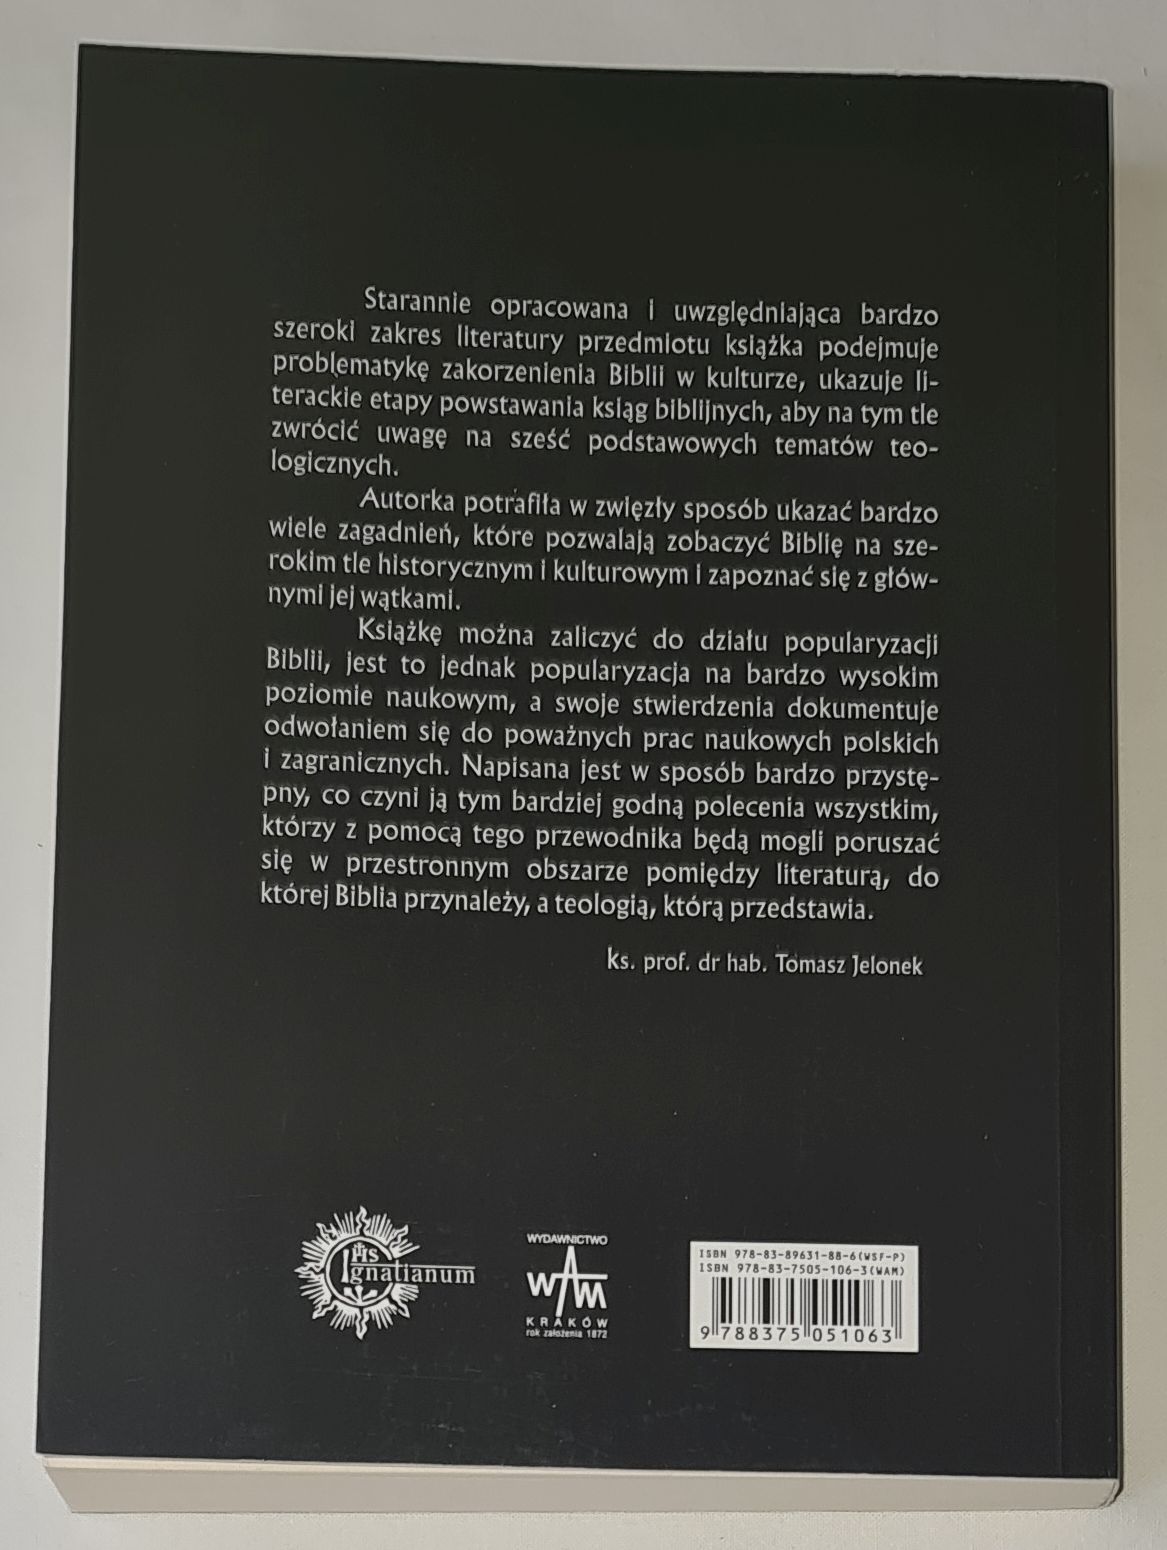 Starannie opracowana i uwzględniająca bardzo
szeroki zakres literatury przedmiotu książka podejmuje
problematykę zakorzenienia Biblii w kulturze, ukazuje li-
terackie etapy powstawania ksiąg biblijnych, aby na tym tle
zwrócić uwagę na sześć podstawowych tematów teo-
logicznych.
Autorka potrafiła w zwięzły sposób ukazać bardzo
wiele zagadnień, które pozwalają zobaczyć Biblię na sze-
rokim tle historycznym i kulturowym i zapoznać się z głów-
nymi jej wątkami.
Książkę można zaliczyć do działu popularyzacji
Biblii, jest to jednak popularyzacja na bardzo wysokim
poziomie naukowym, a swoje stwierdzenia dokumentuje
odwołaniem się do poważnych prac naukowych polskich
i zagranicznych. Napisana jest w sposób bardzo przystę-
pny, co czyni ją tym bardziej godną polecenia wszystkim,
którzy z pomocą tego przewodnika będą mogli poruszać
się w przestronnym obszarze pomiędzy literaturą, do
której Biblia przynależy, a teologią, którą przedstawia.
ks. prof. dr hab. Tomasz Jelonek
IHS
Ignatianum
WYDAWNICTWO
WAM
KRAKÓW
rok założenia 1872
ISBN 978-83-89631-88-6(WSF-P)
ISBN 978-83-7505-106-3(WAM)
9 788375 051063